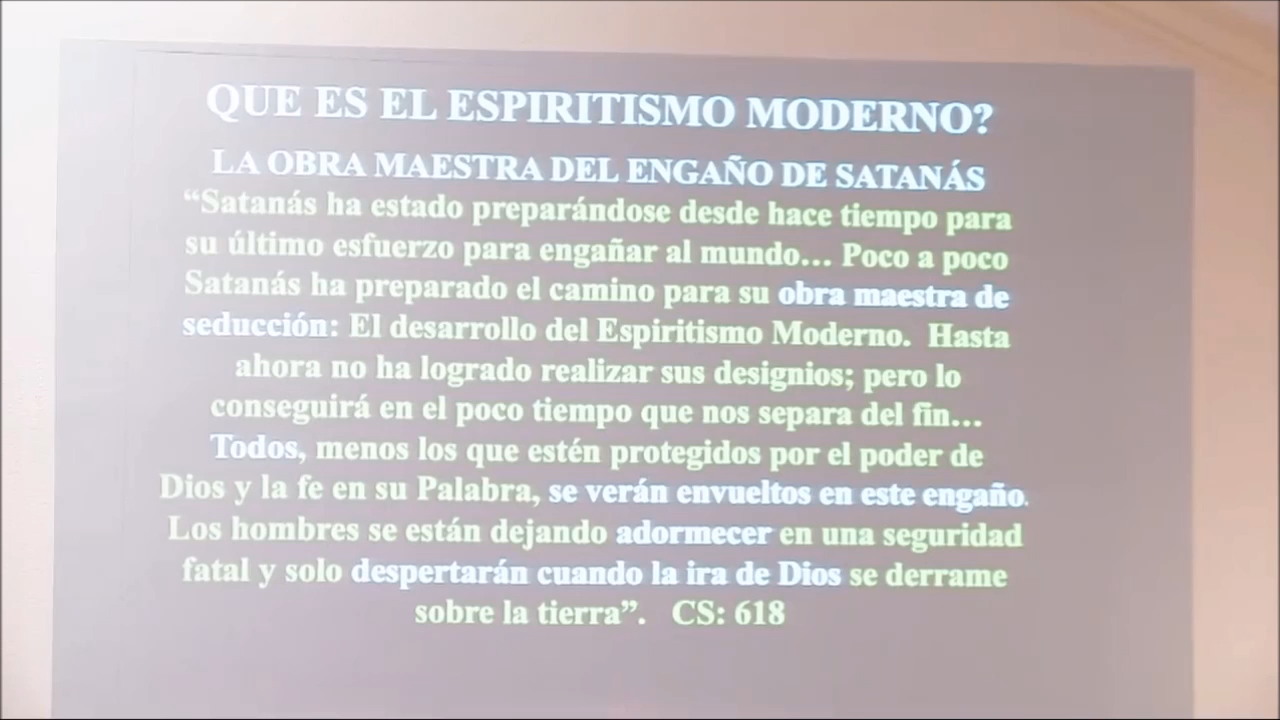 QUE ES EL ESPIRITISMO MODERNO?
LA OBRA MAESTRA DEL ENGAÑO DE SATANÁS
“Satanás ha estado preparándose desde hace tiempo para
su último esfuerzo para engañar al mundo... Poco a poco
Satanás ha preparado el camino para su obra maestra de
seducción: El desarrollo del Espiritismo Moderno. Hasta
ahora no ha logrado realizar sus designios; pero lo
conseguirá en el poco tiempo que nos separa del fin...
Todos, menos los que estén protegidos por el poder de
Dios y la fe en su Palabra, se verán envueltos en este engaño.
Los hombres se están dejando adormecer en una seguridad
fatal y solo despertarán cuando la ira de Dios se derrame
sobre la tierra”. CS: 618